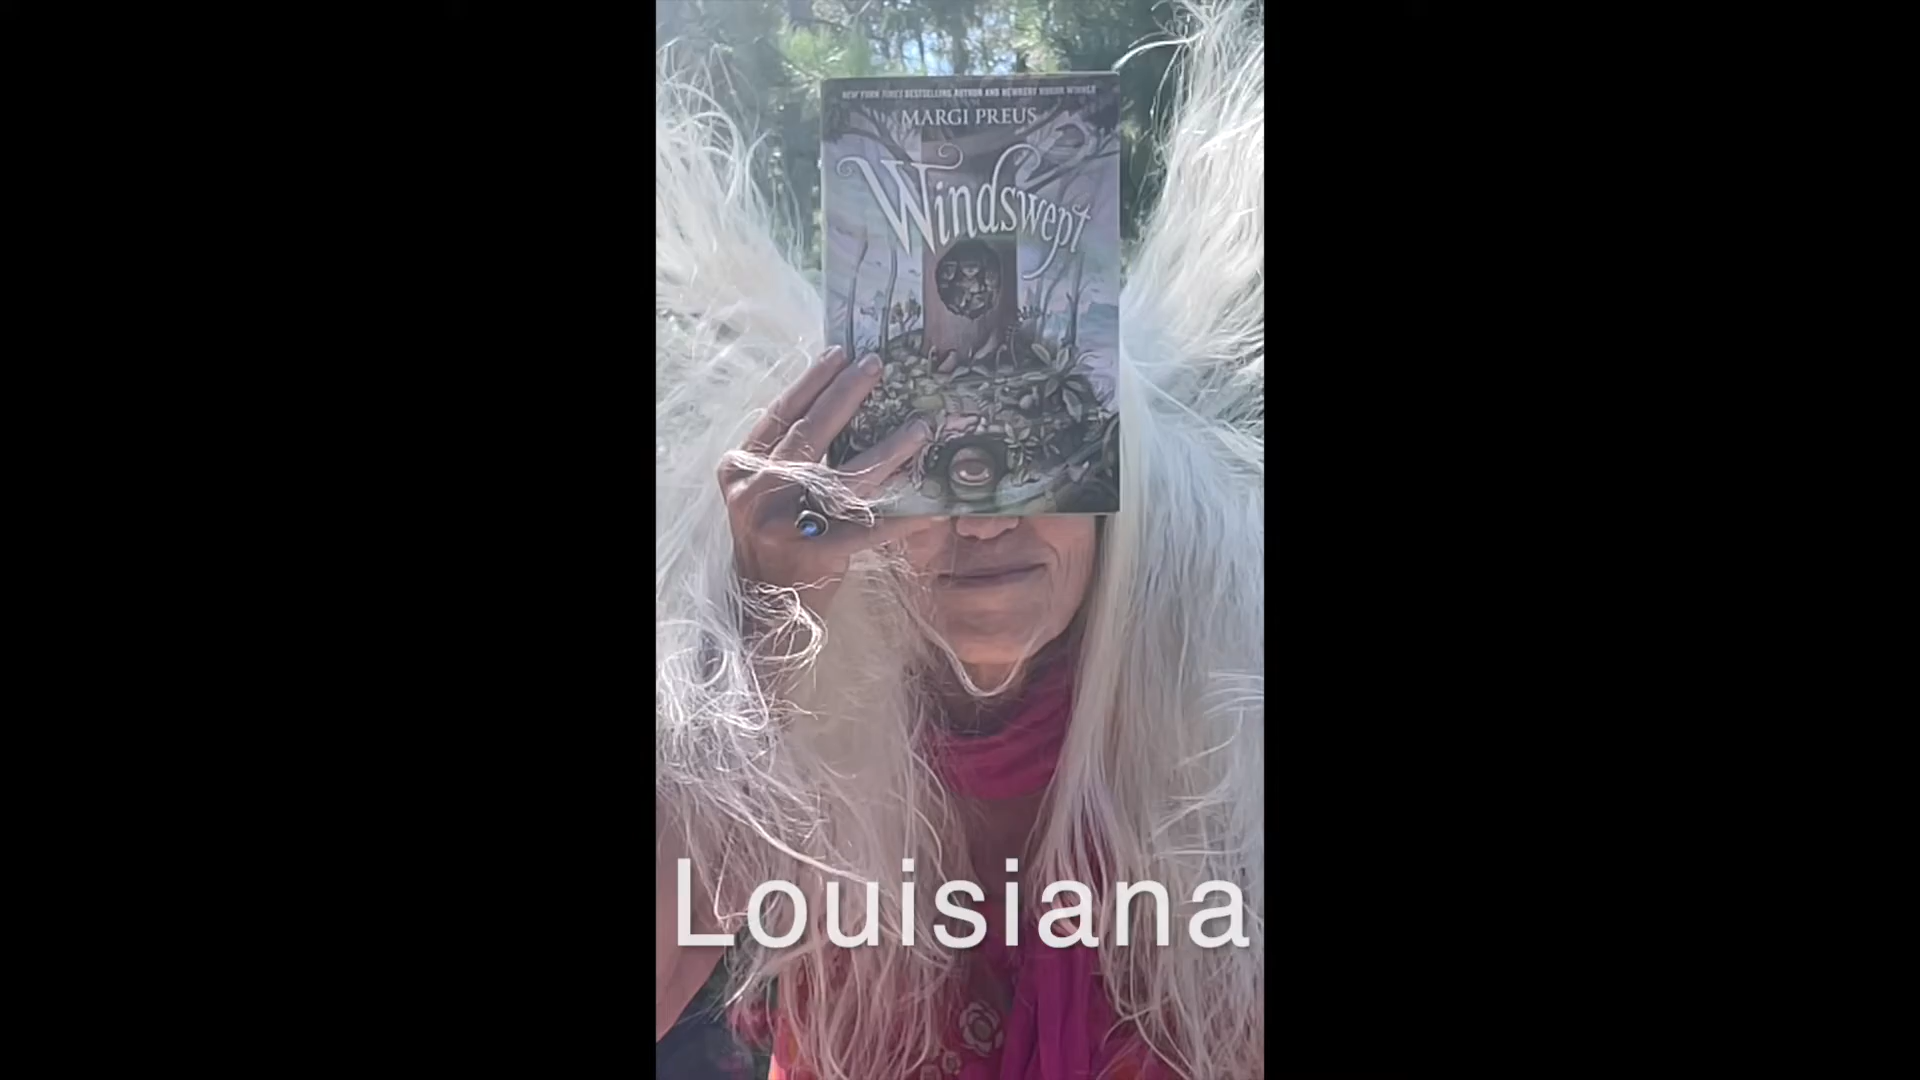 NEW YORK TIMES BESTSELLING AUTHOR AND NEWBERY HONOR WINNER
MARGI PREUS
Windswept
Louisiana